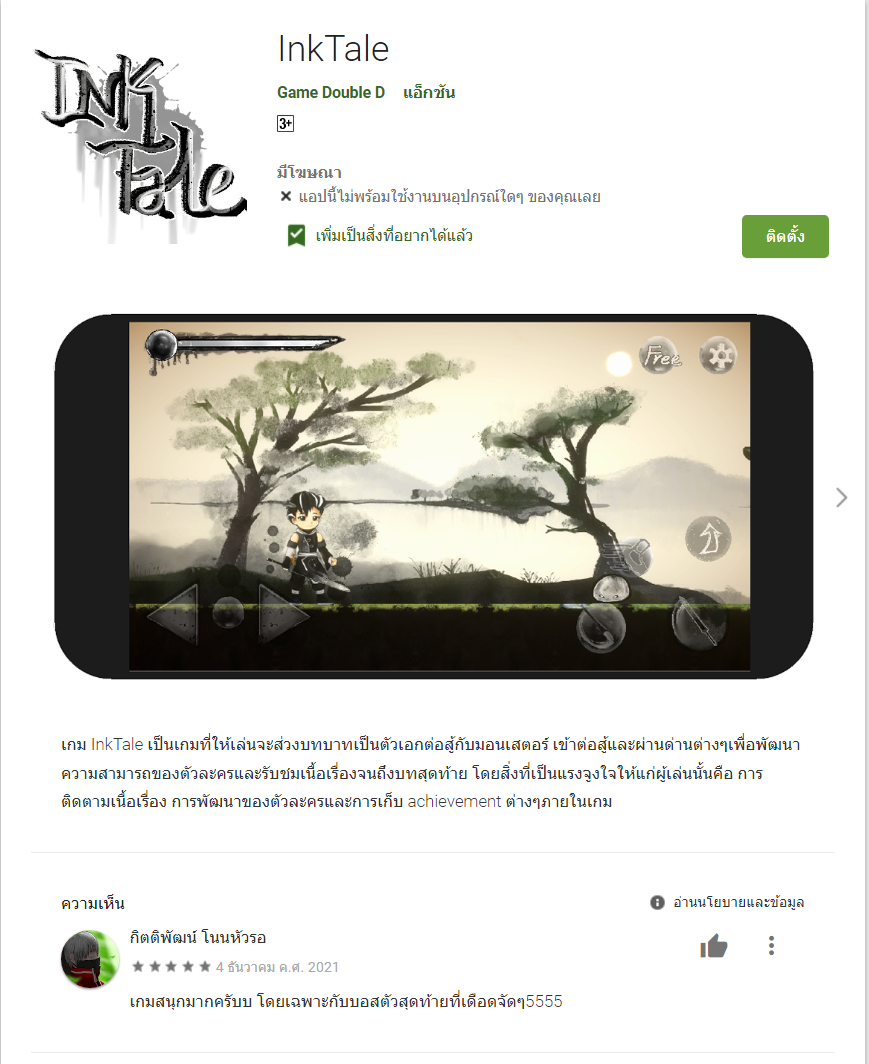 INK
Tale
InkTale
Game Double D แอ็กชัน
3+
มีโฆษณา
แอปนี้ไม่พร้อมใช้งานบนอุปกรณ์ใดๆ ของคุณเลย
เพิ่มเป็นสิ่งที่อยากได้แล้ว
ติดตั้ง
Free
เกม InkTale เป็นเกมที่ให้เล่นจะส่วงบทบาทเป็นตัวเอกต่อสู้กับมอนเสตอร์ เข้าต่อสู้และผ่านด่านต่างๆเพื่อพัฒนา
ความสามารถของตัวละครและรับชมเนื้อเรื่องจนถึงบทสุดท้าย โดยสิ่งที่เป็นแรงจูงใจให้แก่ผู้เล่นนั้นคือ การ
ติดตามเนื้อเรื่อง การพัฒนาของตัวละครและการเก็บ achievement ต่างๆภายในเกม
ความเห็น
อ่านนโยบายและข้อมูล
กิตติพัฒน์ โนนหัวรอ
4 ธันวาคม ค.ศ. 2021
เกมสนุกมากครับบ โดยเฉพาะกับบอสตัวสุดท้ายที่เดือดจัดๆ5555